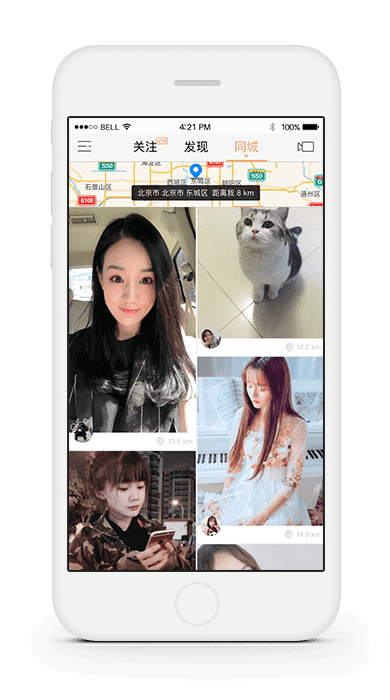 BELL 4:21 PM 100%
关注 LIVE 发现 同城
海淀区
S50
西城区 东城区 朝阳区
石景山区
通州区
G108
北京市 北京市 东城区 距离我 8 km
14.2 km
13.5 km
14.9 km